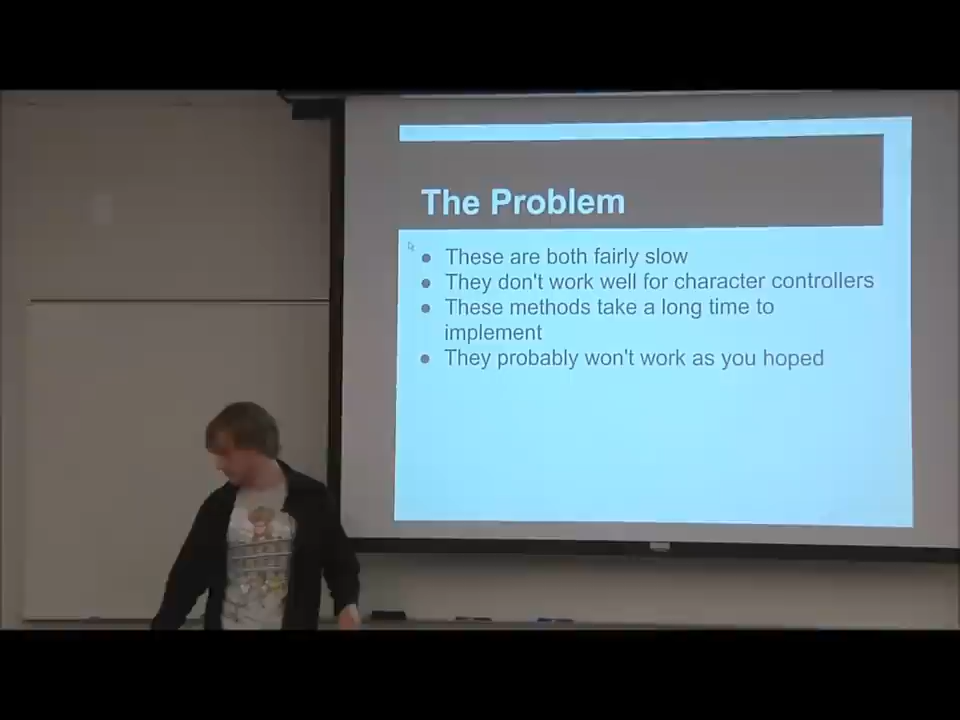 The Problem
● These are both fairly slow
● They don't work well for character controllers
● These methods take a long time to
implement
● They probably won't work as you hoped